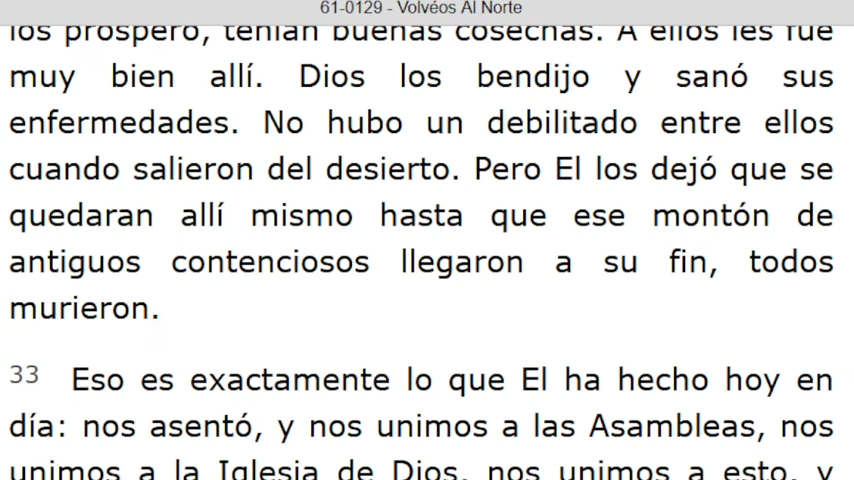 61-0129 - Volvéos Al Norte
los prosperó, tenían buenas cosechas. A ellos les fue
muy bien allí. Dios los bendijo y sanó sus
enfermedades. No hubo un debilitado entre ellos
cuando salieron del desierto. Pero El los dejó que se
quedaran allí mismo hasta que ese montón de
antiguos contenciosos llegaron a su fin, todos
murieron.
33 Eso es exactamente lo que El ha hecho hoy en
día: nos asentó, y nos unimos a las Asambleas, nos
unimos a la Iglesia de Dios, nos unimos a esto, y